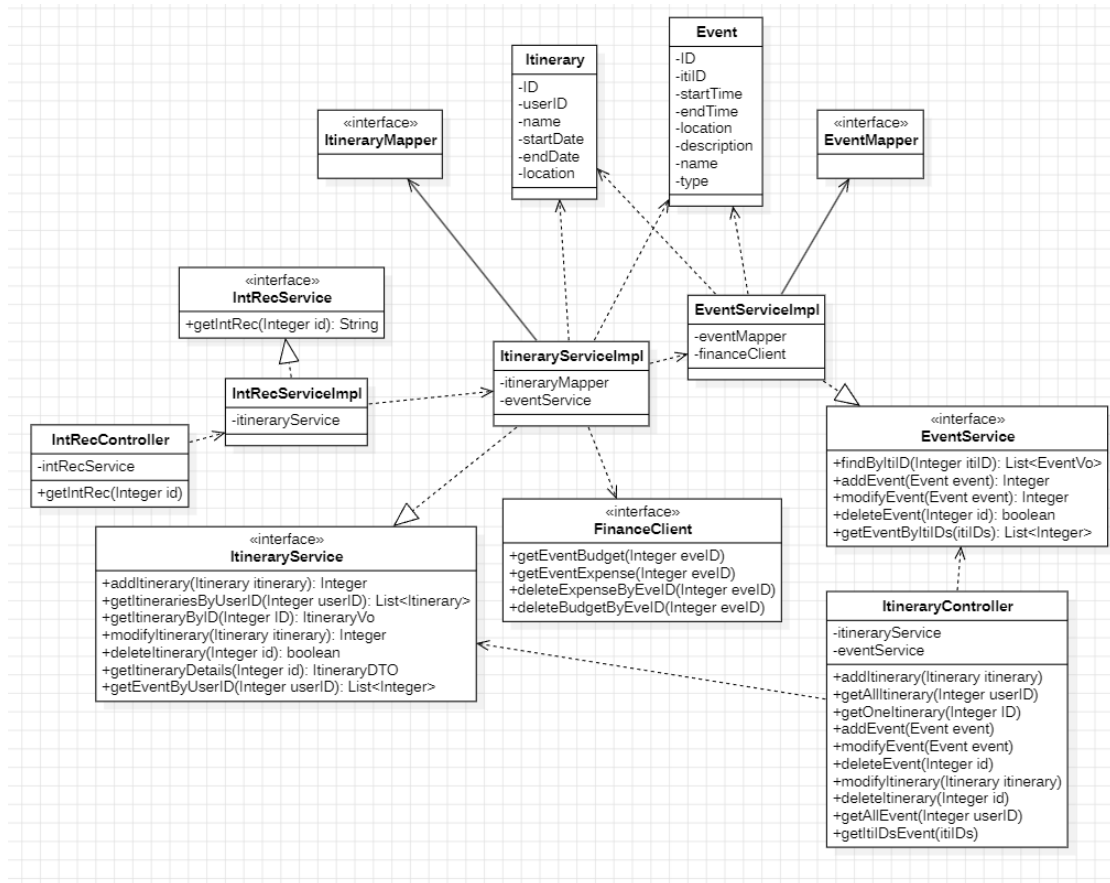 Event
-ID
-itiID
-startTime
-endTime
-location
-description
-name
-type
Itinerary
-ID
-userID
-name
-startDate
-endDate
-location
«interface»
ItineraryMapper
«interface»
EventMapper
«interface»
IntRecService
+getIntRec(Integer id): String
EventServiceImpl
-eventMapper
-financeClient
ItineraryServiceImpl
-itineraryMapper
-eventService
IntRecServiceImpl
-itineraryService
IntRecController
-intRecService
+getIntRec(Integer id)
«interface»
EventService
+findByItiID(Integer itiID): List<EventVo>
+addEvent(Event event): Integer
+modifyEvent(Event event): Integer
+deleteEvent(Integer id): boolean
+getEventByItiIDs(itiIDs): List<Integer>
«interface»
FinanceClient
+getEventBudget(Integer eveID)
+getEventExpense(Integer eveID)
+deleteExpenseByEveID(Integer eveID)
+deleteBudgetByEveID(Integer eveID)
«interface»
ItineraryService
+addItinerary(Itinerary itinerary): Integer
+getItinerariesByUserID(Integer userID): List<Itinerary>
+getItineraryByID(Integer ID): ItineraryVo
+modifyItinerary(Itinerary itinerary): Integer
+deleteItinerary(Integer id): boolean
+getItineraryDetails(Integer id): ItineraryDTO
+getEventByUserID(Integer userID): List<Integer>
ItineraryController
-itineraryService
-eventService
+addItinerary(Itinerary itinerary)
+getAllItinerary(Integer userID)
+getOneItinerary(Integer ID)
+addEvent(Event event)
+modifyEvent(Event event)
+deleteEvent(Integer id)
+modifyItinerary(Itinerary itinerary)
+deleteItinerary(Integer id)
+getAllEvent(Integer userID)
+getItiIDsEvent(itiIDs)